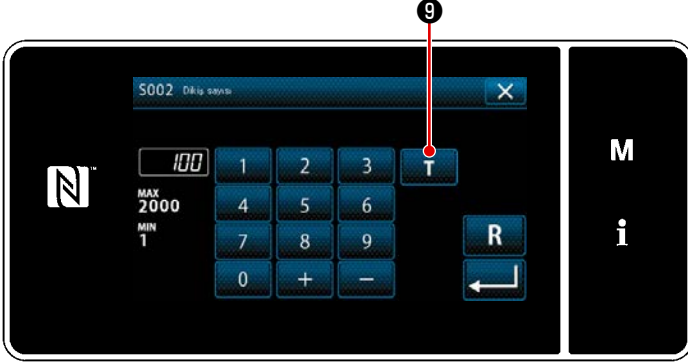 9
S002 Dikiş sayısı
100 1 2 3 T
M
MAX
2000 4 5 6
MIN
1 7 8 9 R
i
0 + −
N™